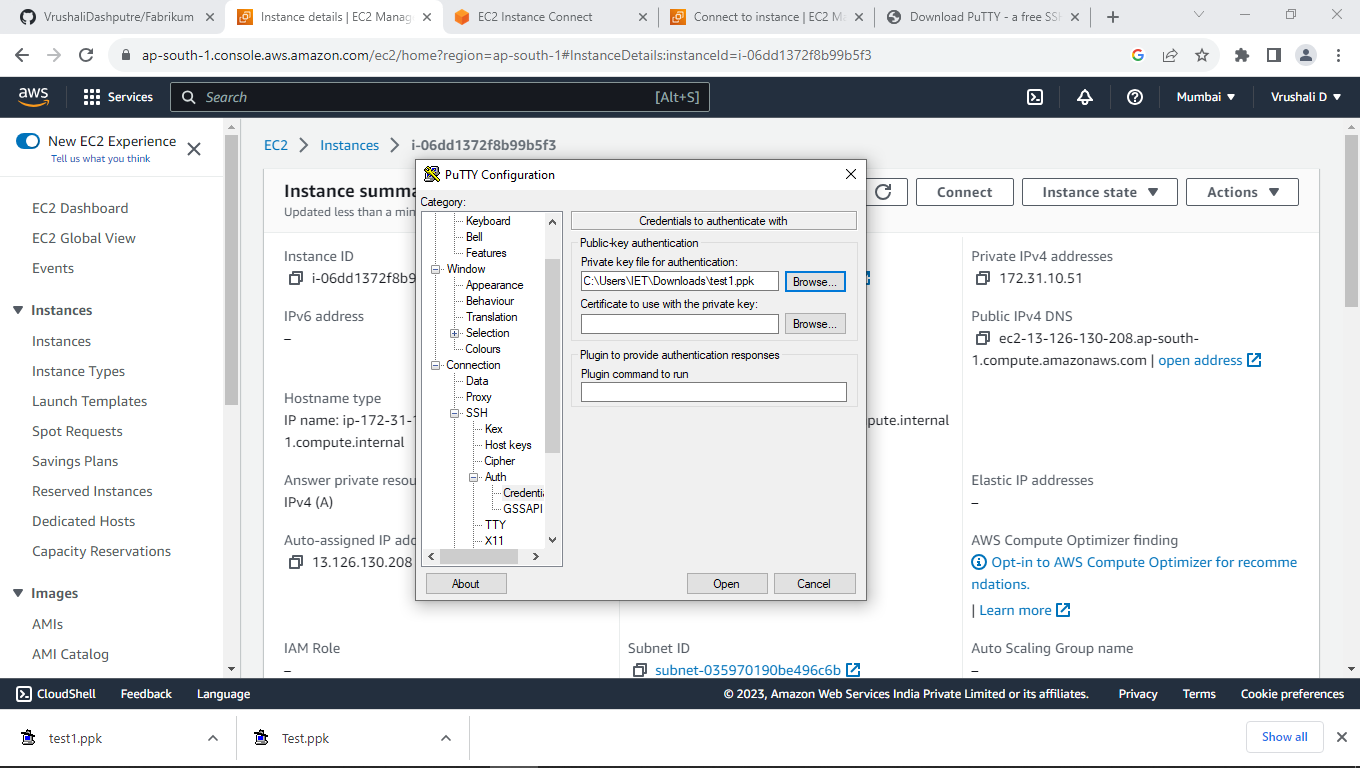 VrushaliDashputre/Fabrikum
Instance details | EC2 Manag
EC2 Instance Connect
Connect to instance | EC2 Ma
Download PuTTY - a free SSH
ap-south-1.console.aws.amazon.com/ec2/home?region=ap-south-1#InstanceDetails:instanceId=i-06dd1372f8b99b5f3
aws
Services
Search
[Alt+S]
Mumbai
Vrushali D
New EC2 Experience
Tell us what you think
EC2 Dashboard
EC2 Global View
Events
Instances
Instances
Instance Types
Launch Templates
Spot Requests
Savings Plans
Reserved Instances
Dedicated Hosts
Capacity Reservations
Images
AMIs
AMI Catalog
EC2
Instances
i-06dd1372f8b99b5f3
Instance summa
Updated less than a min
Connect
Instance state
Actions
Instance ID
i-06dd1372f8b9
IPv6 address
–
Hostname type
IP name: ip-172-31-1
1.compute.internal
Answer private resou
IPv4 (A)
Auto-assigned IP add
13.126.130.208
IAM Role
–
PuTTY Configuration
Category:
Keyboard
Bell
Features
Window
Appearance
Behaviour
Translation
Selection
Colours
Connection
Data
Proxy
SSH
Kex
Host keys
Cipher
Auth
Credentia
GSSAPI
TTY
X11
Credentials to authenticate with
Public-key authentication
Private key file for authentication:
C:\Users\IET\Downloads\test1.ppk
Browse...
Certificate to use with the private key:
Browse...
Plugin to provide authentication responses
Plugin command to run
About
Open
Cancel
pute.internal
Subnet ID
subnet-035970190be496c6b
Private IPv4 addresses
172.31.10.51
Public IPv4 DNS
ec2-13-126-130-208.ap-south-
1.compute.amazonaws.com | open address
Elastic IP addresses
–
AWS Compute Optimizer finding
Opt-in to AWS Compute Optimizer for recomme
ndations.
| Learn more
Auto Scaling Group name
–
CloudShell
Feedback
Language
© 2023, Amazon Web Services India Private Limited or its affiliates.
Privacy
Terms
Cookie preferences
test1.ppk
Test.ppk
Show all